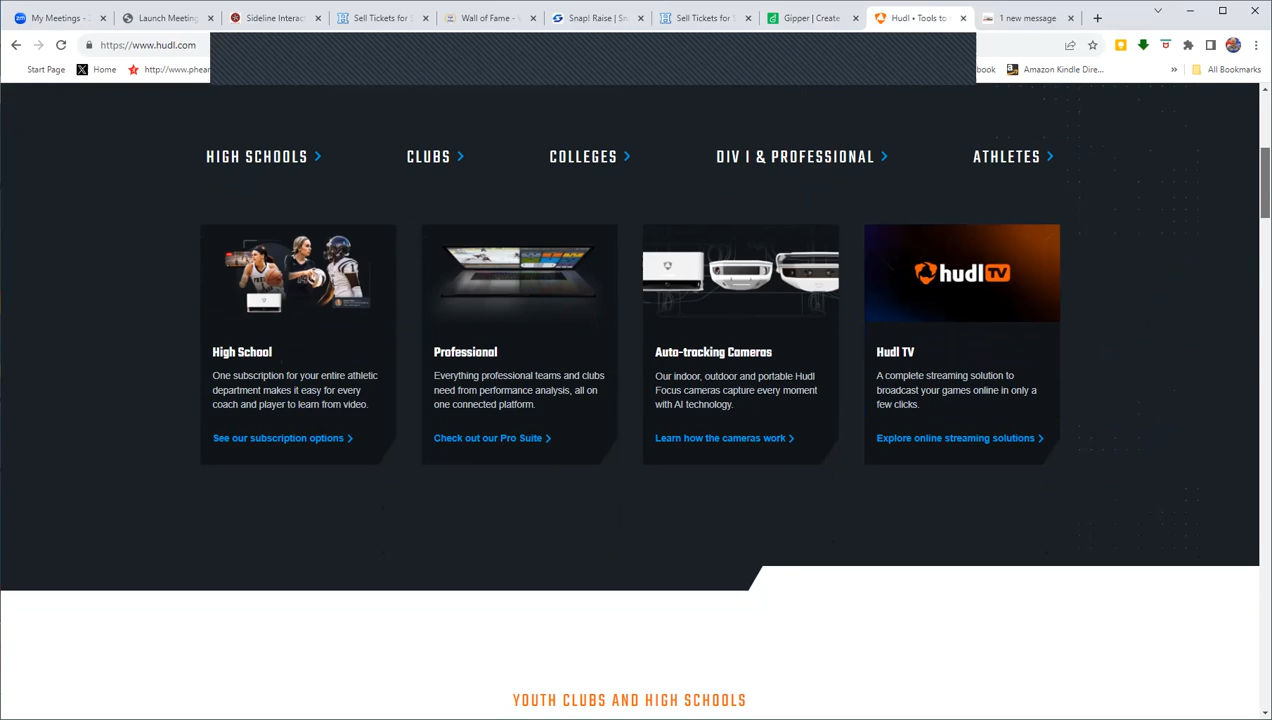 My Meetings - Z
Launch Meeting
Sideline Interac
Sell Tickets for E
Wall of Fame - W
Snap! Raise | Sn
Sell Tickets for E
Gipper | Create
Hudl • Tools to
1 new message
https://www.hudl.com
Start Page
Home
http://www.phear
book
Amazon Kindle Dire...
»
All Bookmarks
HIGH SCHOOLS
CLUBS
COLLEGES
DIV I & PROFESSIONAL
ATHLETES
hudl TV
High School
One subscription for your entire athletic
department makes it easy for every
coach and player to learn from video.
See our subscription options
Professional
Everything professional teams and clubs
need from performance analysis, all on
one connected platform.
Check out our Pro Suite
Auto-tracking Cameras
Our indoor, outdoor and portable Hudl
Focus cameras capture every moment
with AI technology.
Learn how the cameras work
Hudl TV
A complete streaming solution to
broadcast your games online in only a
few clicks.
Explore online streaming solutions
YOUTH CLUBS AND HIGH SCHOOLS